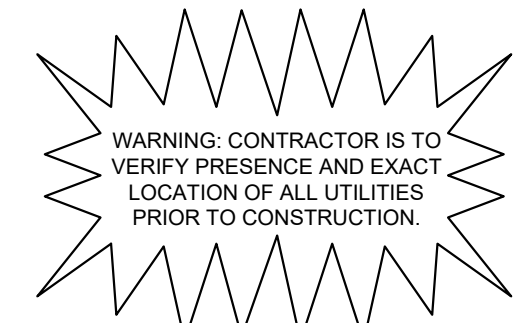 WARNING: CONTRACTOR IS TO
VERIFY PRESENCE AND EXACT
LOCATION OF ALL UTILITIES
PRIOR TO CONSTRUCTION.